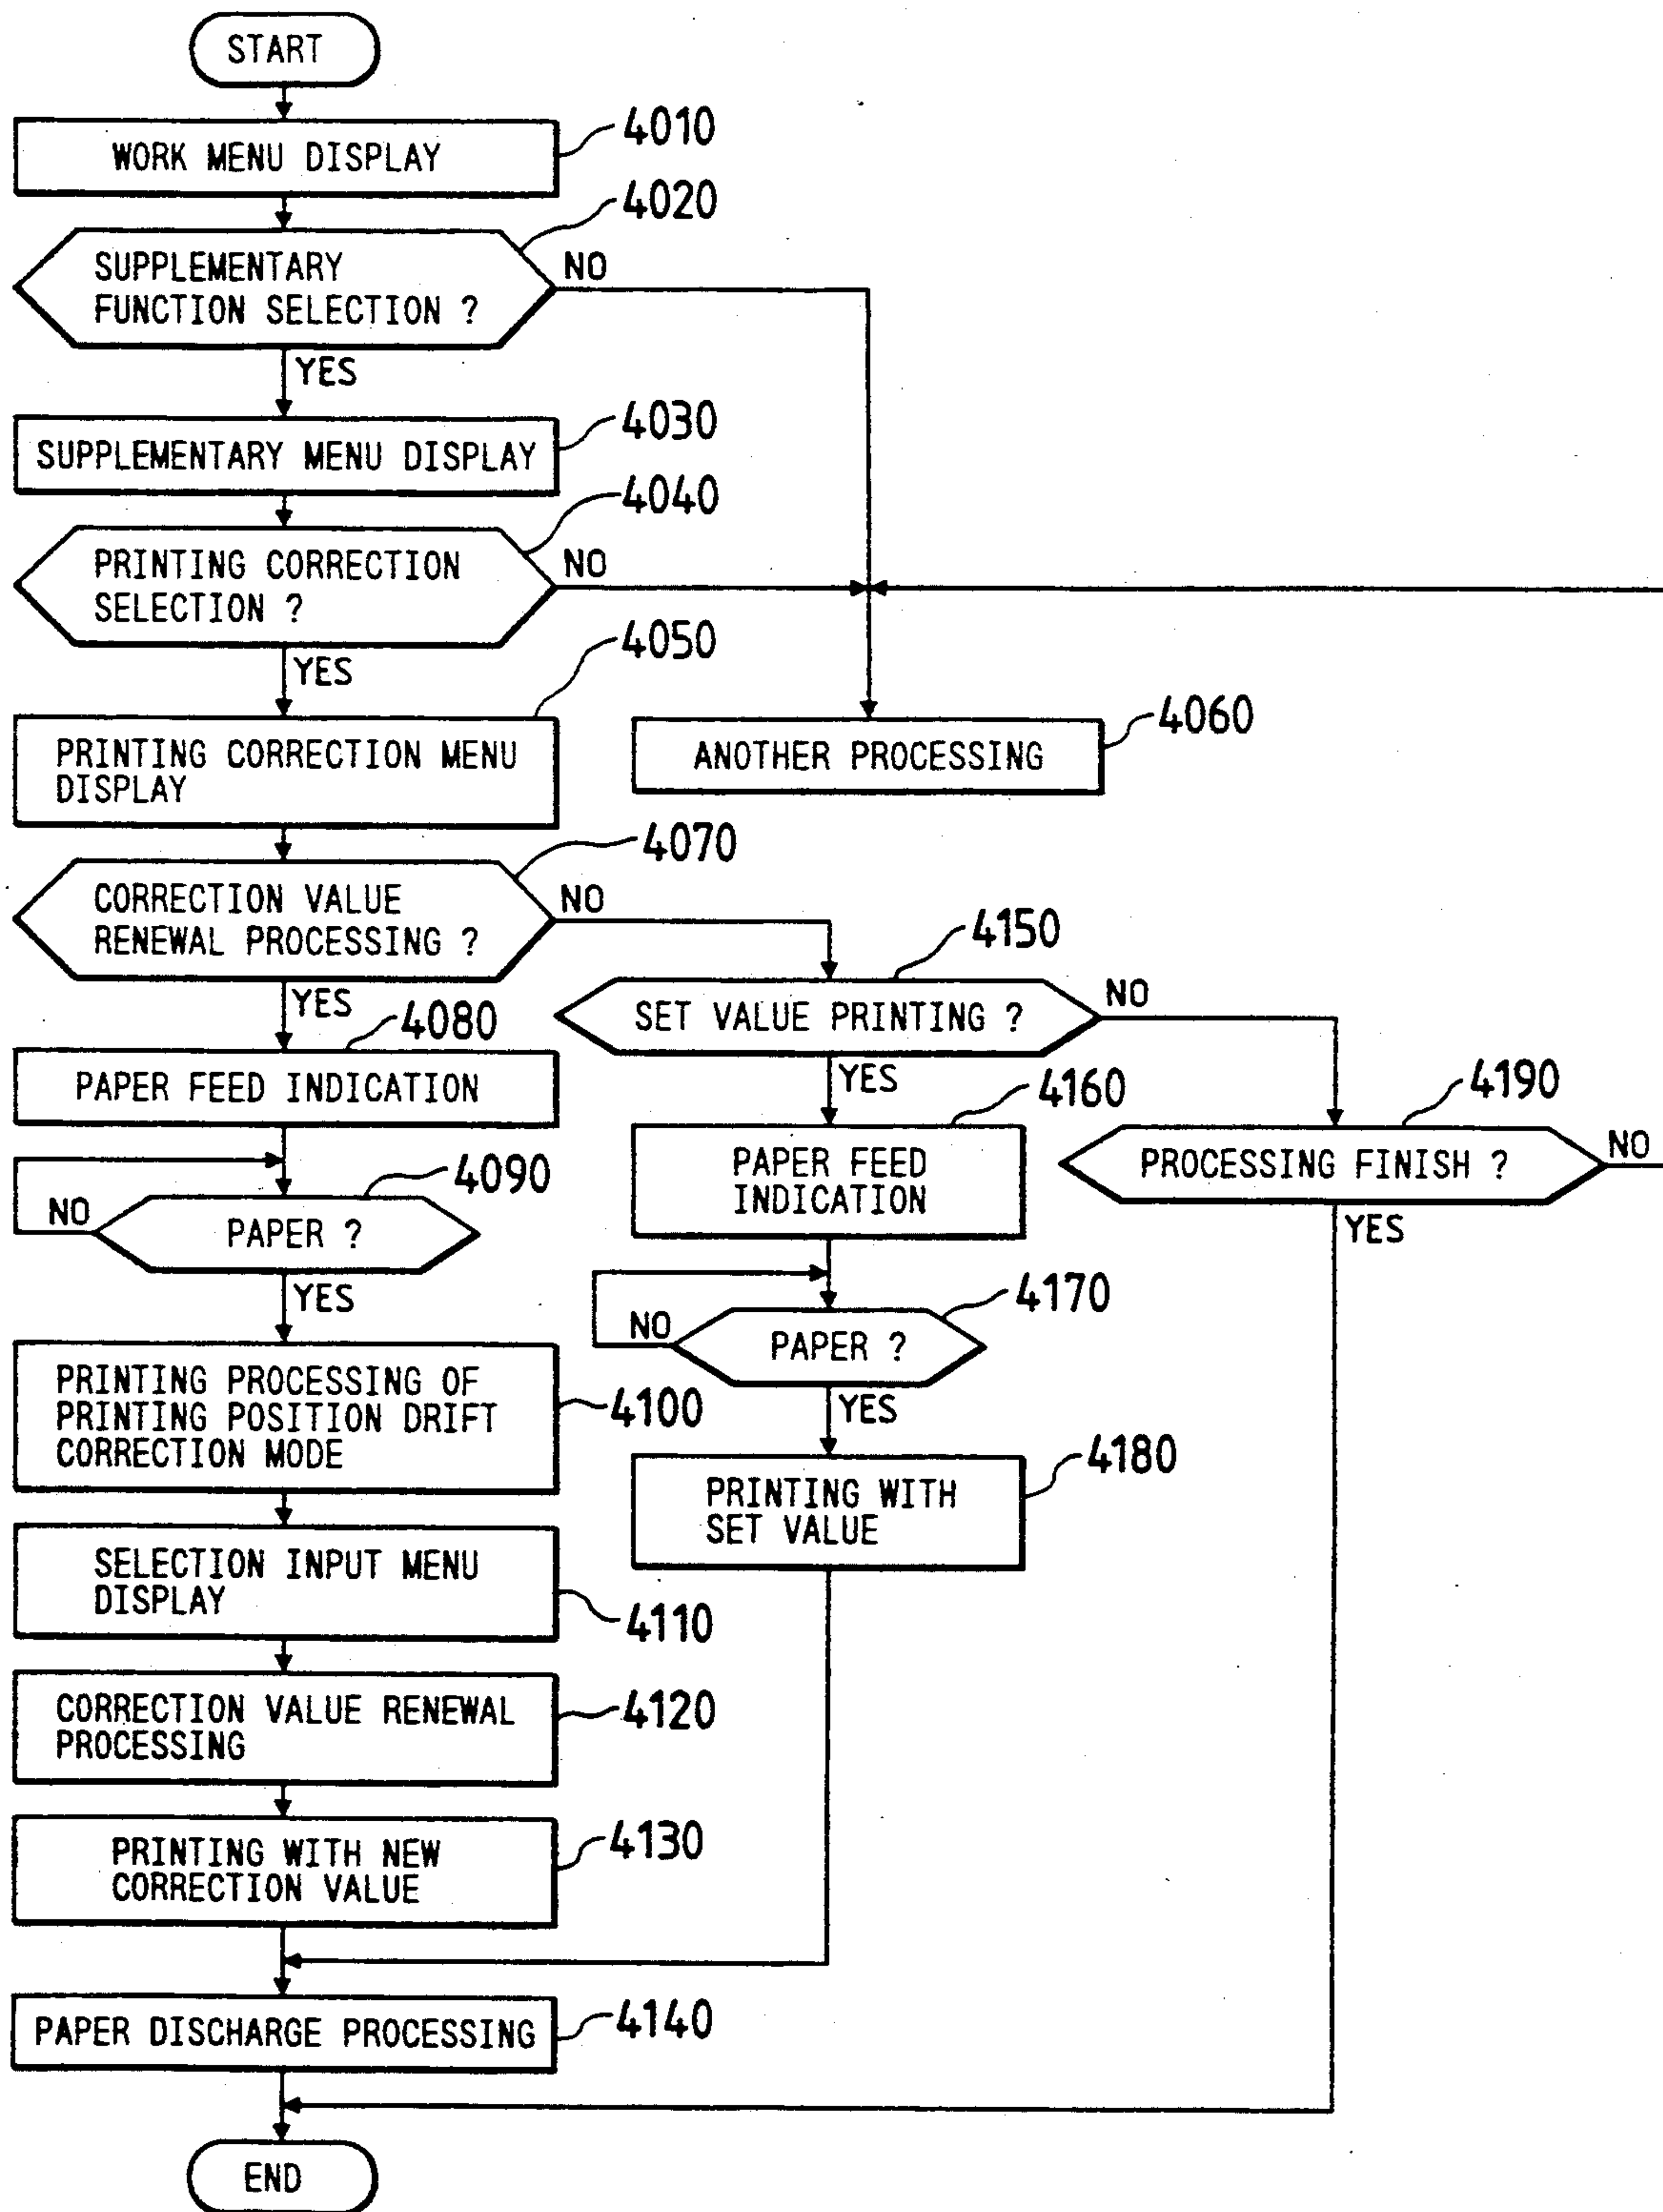 START
WORK MENU DISPLAY
4010
4020
SUPPLEMENTARY
FUNCTION SELECTION ?
NO
YES
SUPPLEMENTARY MENU DISPLAY
4030
4040
PRINTING CORRECTION
SELECTION ?
NO
YES
4050
PRINTING CORRECTION MENU
DISPLAY
ANOTHER PROCESSING
4060
4070
CORRECTION VALUE
RENEWAL PROCESSING ?
NO
YES
4150
SET VALUE PRINTING ?
NO
YES
4080
PAPER FEED INDICATION
4160
PAPER FEED
INDICATION
4190
PROCESSING FINISH ?
NO
YES
4090
PAPER ?
NO
YES
4170
PAPER ?
NO
YES
PRINTING PROCESSING OF
PRINTING POSITION DRIFT
CORRECTION MODE
4100
PRINTING WITH
SET VALUE
4180
SELECTION INPUT MENU
DISPLAY
4110
CORRECTION VALUE RENEWAL
PROCESSING
4120
PRINTING WITH NEW
CORRECTION VALUE
4130
PAPER DISCHARGE PROCESSING
4140
END